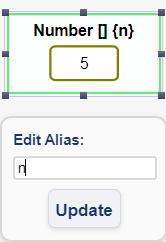 Number [] {n}
5
Edit Alias:
n
Update